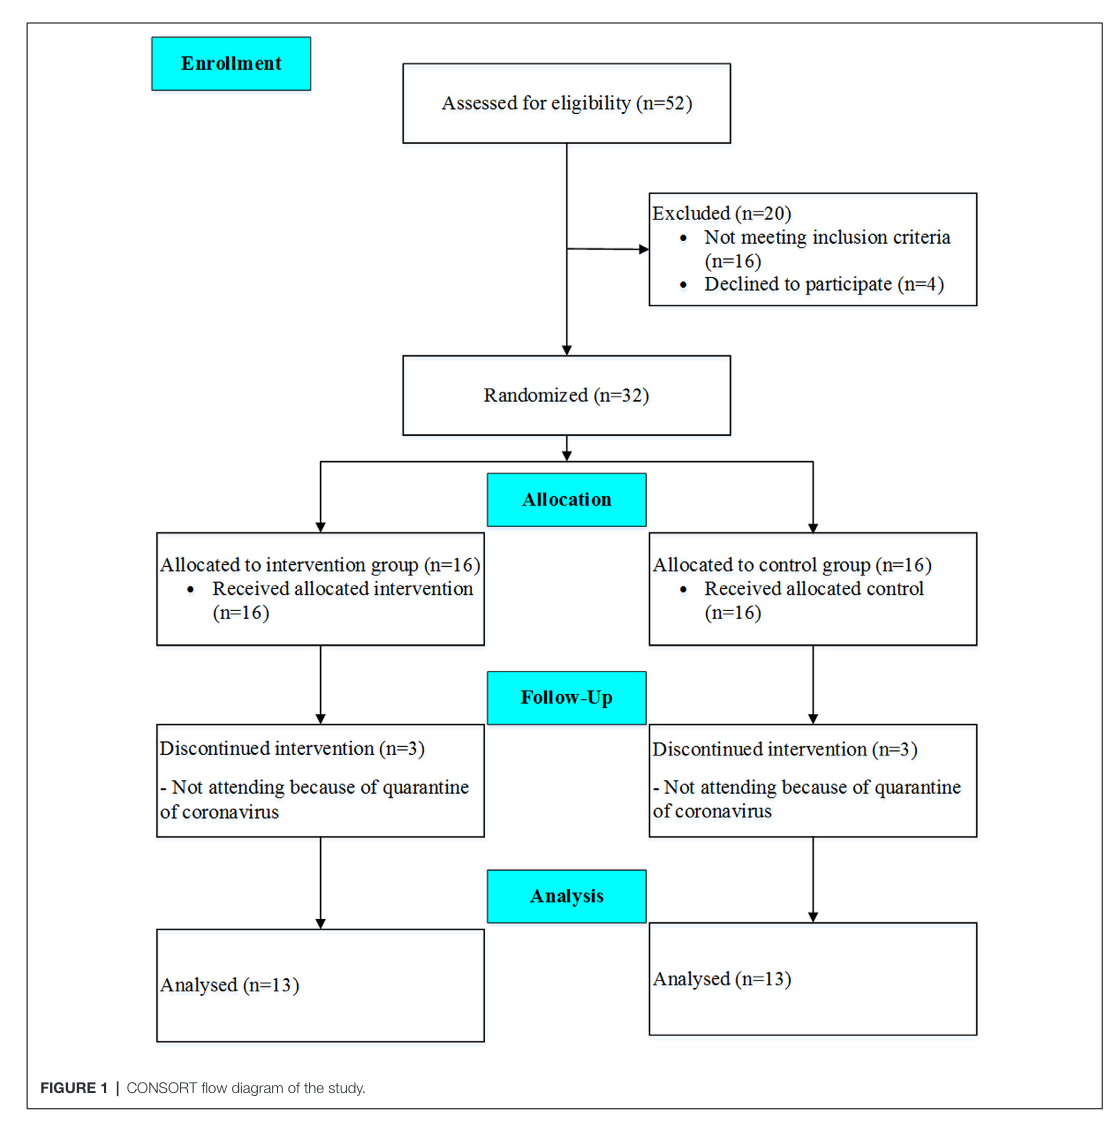 Enrollment
Assessed for eligibility (n=52)
Excluded (n=20)
• Not meeting inclusion criteria
(n=16)
• Declined to participate (n=4)
Randomized (n=32)
Allocation
Allocated to intervention group (n=16)
• Received allocated intervention
(n=16)
Allocated to control group (n=16)
• Received allocated control
(n=16)
Follow-Up
Discontinued intervention (n=3)
- Not attending because of quarantine
of coronavirus
Discontinued intervention (n=3)
- Not attending because of quarantine
of coronavirus
Analysis
Analysed (n=13)
Analysed (n=13)
FIGURE 1 | CONSORT flow diagram of the study.